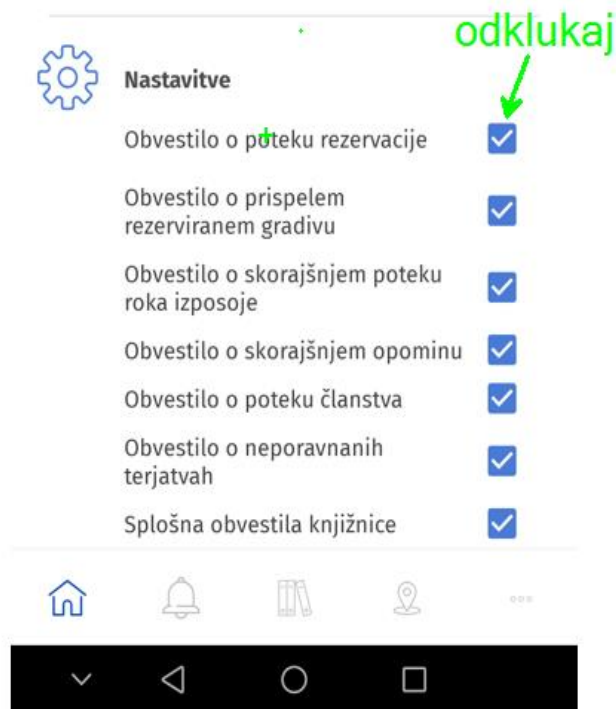 odklukaj
Nastavitve
Obvestilo o poteku rezervacije
Obvestilo o prispelem
rezerviranem gradivu
Obvestilo o skorajšnjem poteku
roka izposoje
Obvestilo o skorajšnjem opominu
Obvestilo o poteku članstva
Obvestilo o neporavnanih
terjatvah
Splošna obvestila knjižnice